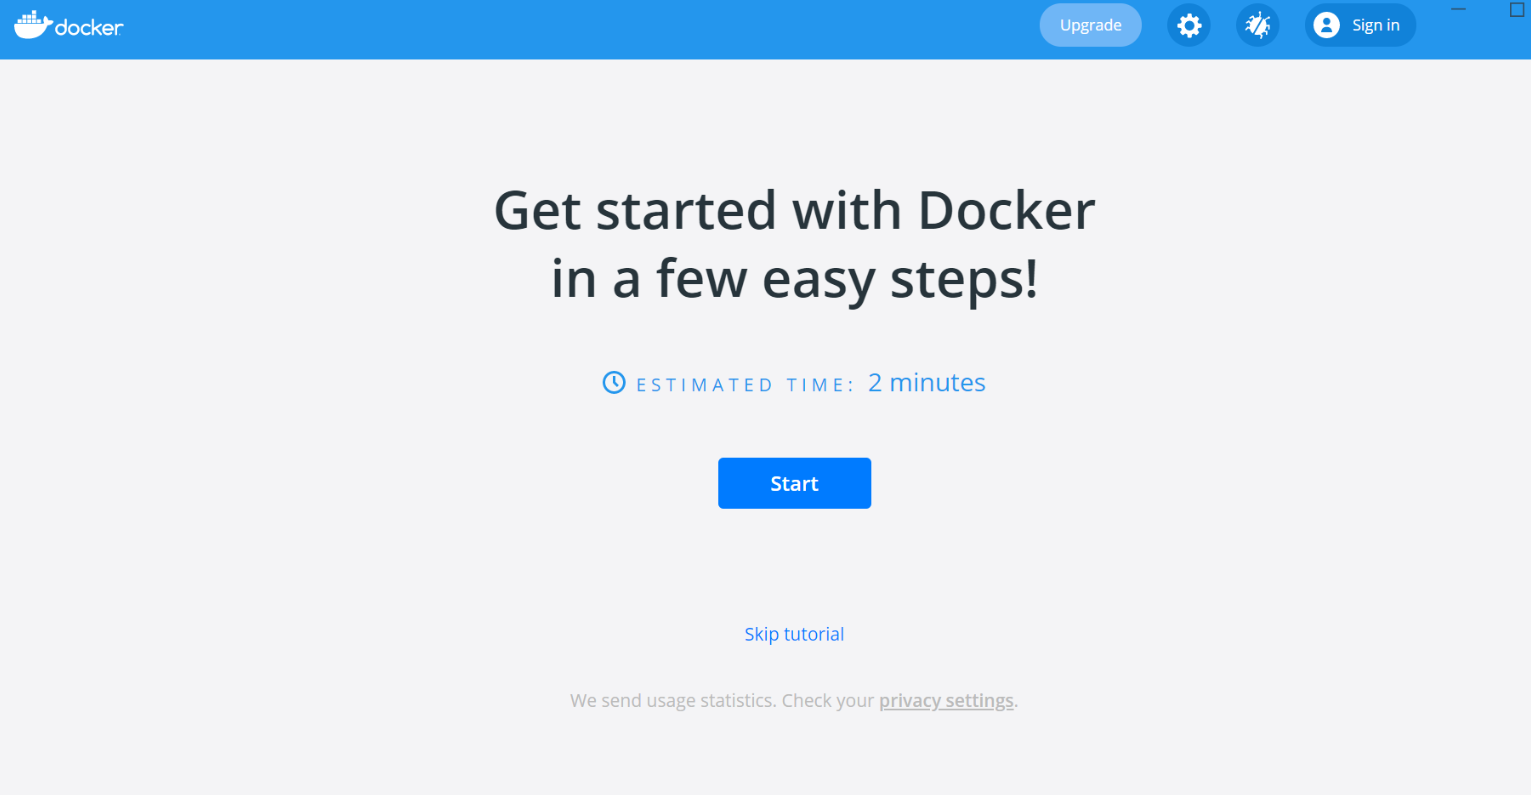 docker
Upgrade
Sign in
Get started with Docker
in a few easy steps!
ESTIMATED TIME: 2 minutes
Start
Skip tutorial
We send usage statistics. Check your privacy settings.